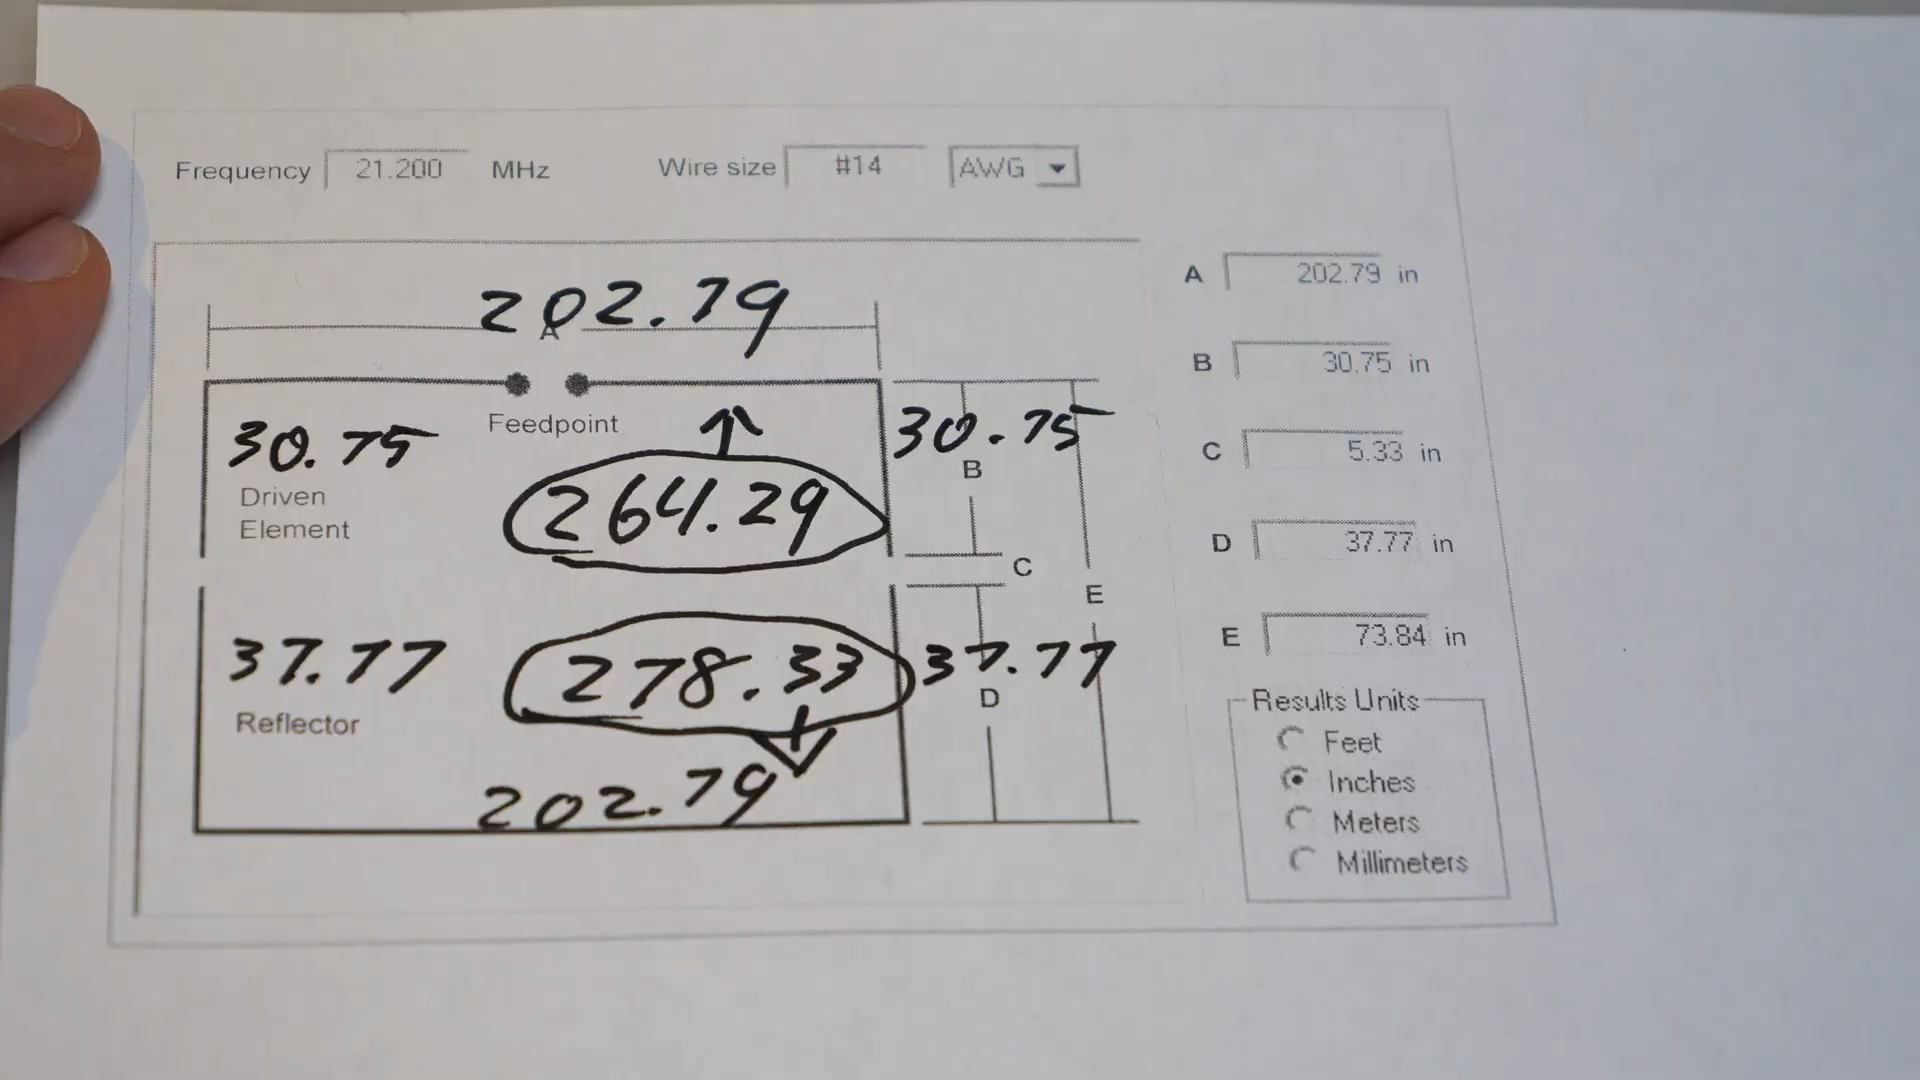 Frequency 21.200 MHz Wire size #14 AWG
202.79
A
A 202.79 in
B 30.75 in
C 5.33 in
D 37.77 in
E 73.84 in
Feedpoint
30.75
30.75
B
Driven
Element
264.29
C
E
37.77
278.33
37.77
D
Reflector
202.79
Results Units
Feet
Inches
Meters
Millimeters